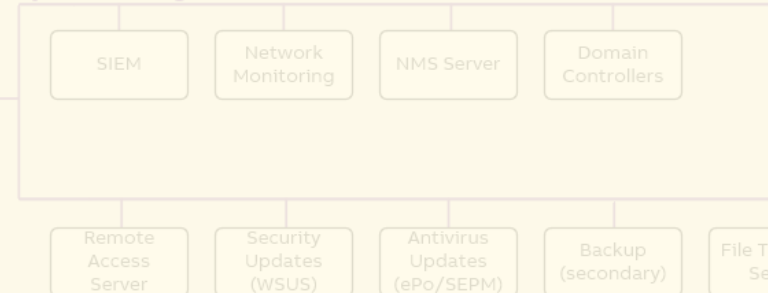 SIEM
Network
Monitoring
NMS Server
Domain
Controllers
Remote
Access
Server
Security
Updates
(WSUS)
Antivirus
Updates
(ePo/SEPM)
Backup
(secondary)
File